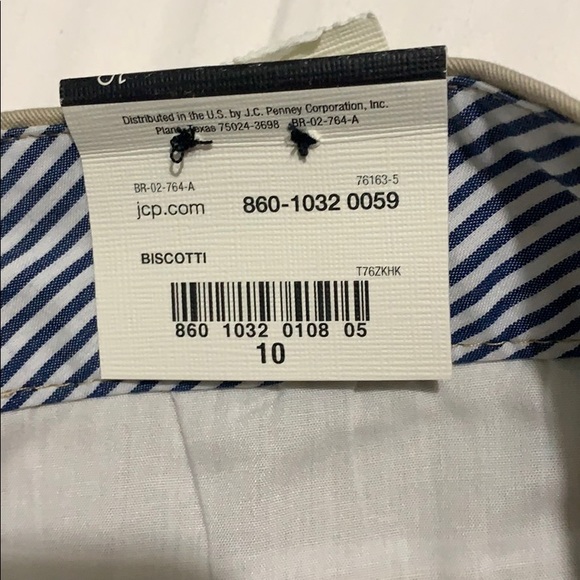 Distributed in the U.S. by J.C. Penney Corporation, Inc.
Plano, Texas 75024-3698 BR-02-764-A
BR-02-764-A 76163-5
jcp.com 860-1032 0059
BISCOTTI
T76ZKHK
860 1032 0108 05
10